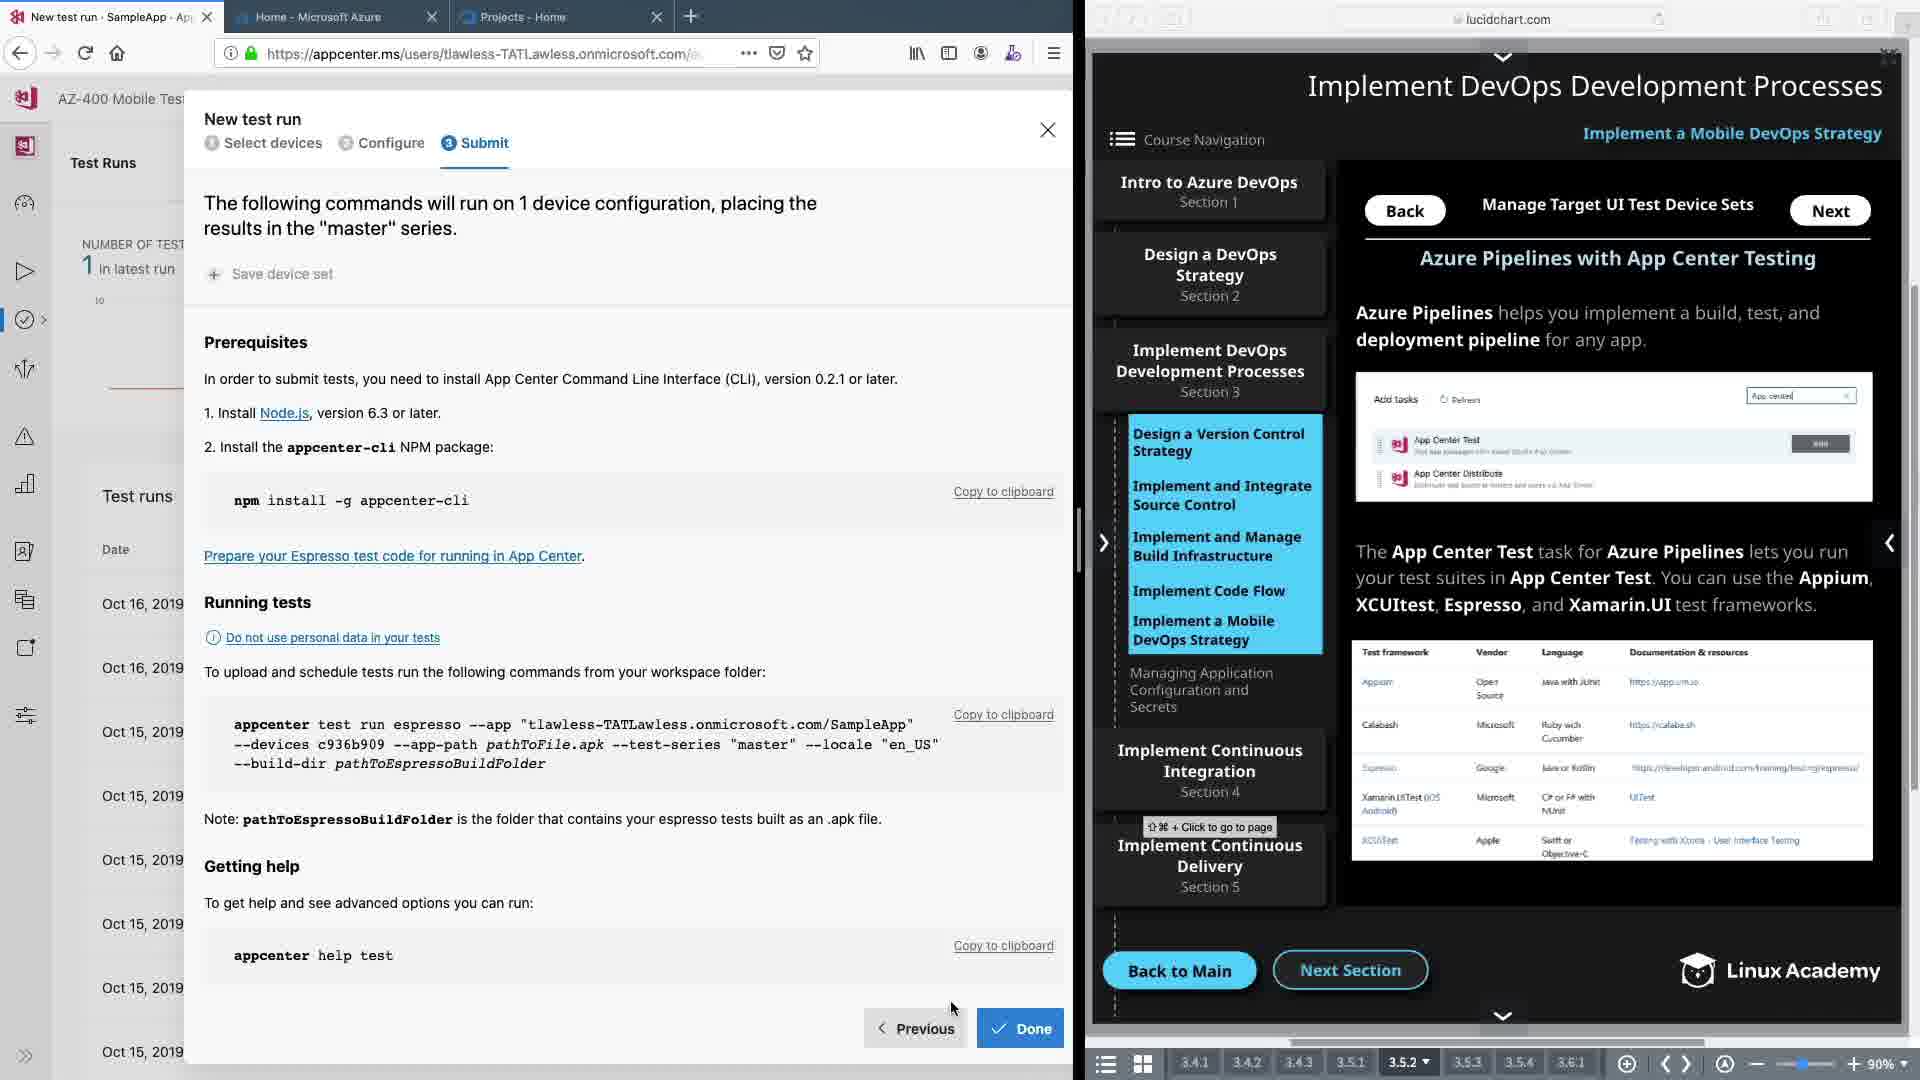 New test run · SampleApp · Ap
Home - Microsoft Azure
Projects - Home
https://appcenter.ms/users/tlawless-TATLawless.onmicrosoft.com/
AZ-400 Mobile Test
Test Runs
NUMBER OF TEST
1 in latest run
10
Test runs
Date
Oct 16, 2019
Oct 16, 2019
Oct 15, 2019
Oct 15, 2019
Oct 15, 2019
Oct 15, 2019
Oct 15, 2019
Oct 15, 2019
New test run
Select devices
Configure
3 Submit
The following commands will run on 1 device configuration, placing the
results in the "master" series.
+ Save device set
Prerequisites
In order to submit tests, you need to install App Center Command Line Interface (CLI), version 0.2.1 or later.
1. Install Node.js, version 6.3 or later.
2. Install the appcenter-cli NPM package:
npm install -g appcenter-cli
Copy to clipboard
Prepare your Espresso test code for running in App Center.
Running tests
Do not use personal data in your tests
To upload and schedule tests run the following commands from your workspace folder:
appcenter test run espresso --app "tlawless-TATLawless.onmicrosoft.com/SampleApp"
--devices c936b909 --app-path pathToFile.apk --test-series "master" --locale "en_US"
--build-dir pathToEspressoBuildFolder
Copy to clipboard
Note: pathToEspressoBuildFolder is the folder that contains your espresso tests built as an .apk file.
Getting help
To get help and see advanced options you can run:
appcenter help test
Copy to clipboard
Previous
Done
lucidchart.com
Implement DevOps Development Processes
Implement a Mobile DevOps Strategy
Course Navigation
Intro to Azure DevOps
Section 1
Design a DevOps
Strategy
Section 2
Implement DevOps
Development Processes
Section 3
Design a Version Control
Strategy
Implement and Integrate
Source Control
Implement and Manage
Build Infrastructure
Implement Code Flow
Implement a Mobile
DevOps Strategy
Managing Application
Configuration and
Secrets
Implement Continuous
Integration
Section 4
⇧⌘ + Click to go to page
Implement Continuous
Delivery
Section 5
Back to Main
Next Section
Back
Manage Target UI Test Device Sets
Next
Azure Pipelines with App Center Testing
Azure Pipelines helps you implement a build, test, and
deployment pipeline for any app.
Add tasks
Refresh
App center
App Center Test
Add
App Center Distribute
The App Center Test task for Azure Pipelines lets you run
your test suites in App Center Test. You can use the Appium,
XCUItest, Espresso, and Xamarin.UI test frameworks.
Test framework Vendor Language Documentation & resources
Appium Open Source Java with JUnit
Calabash Microsoft Ruby with Cucumber
Espresso Google Java or Kotlin
Xamarin.UITest (iOS Android) Microsoft C# or F# with NUnit UITest
XCUITest Apple Swift or Objective-C Testing with Xcode - User Interface Testing
Linux Academy
3.4.1 3.4.2 3.4.3 3.5.1 3.5.2 3.5.3 3.5.4 3.6.1
90%